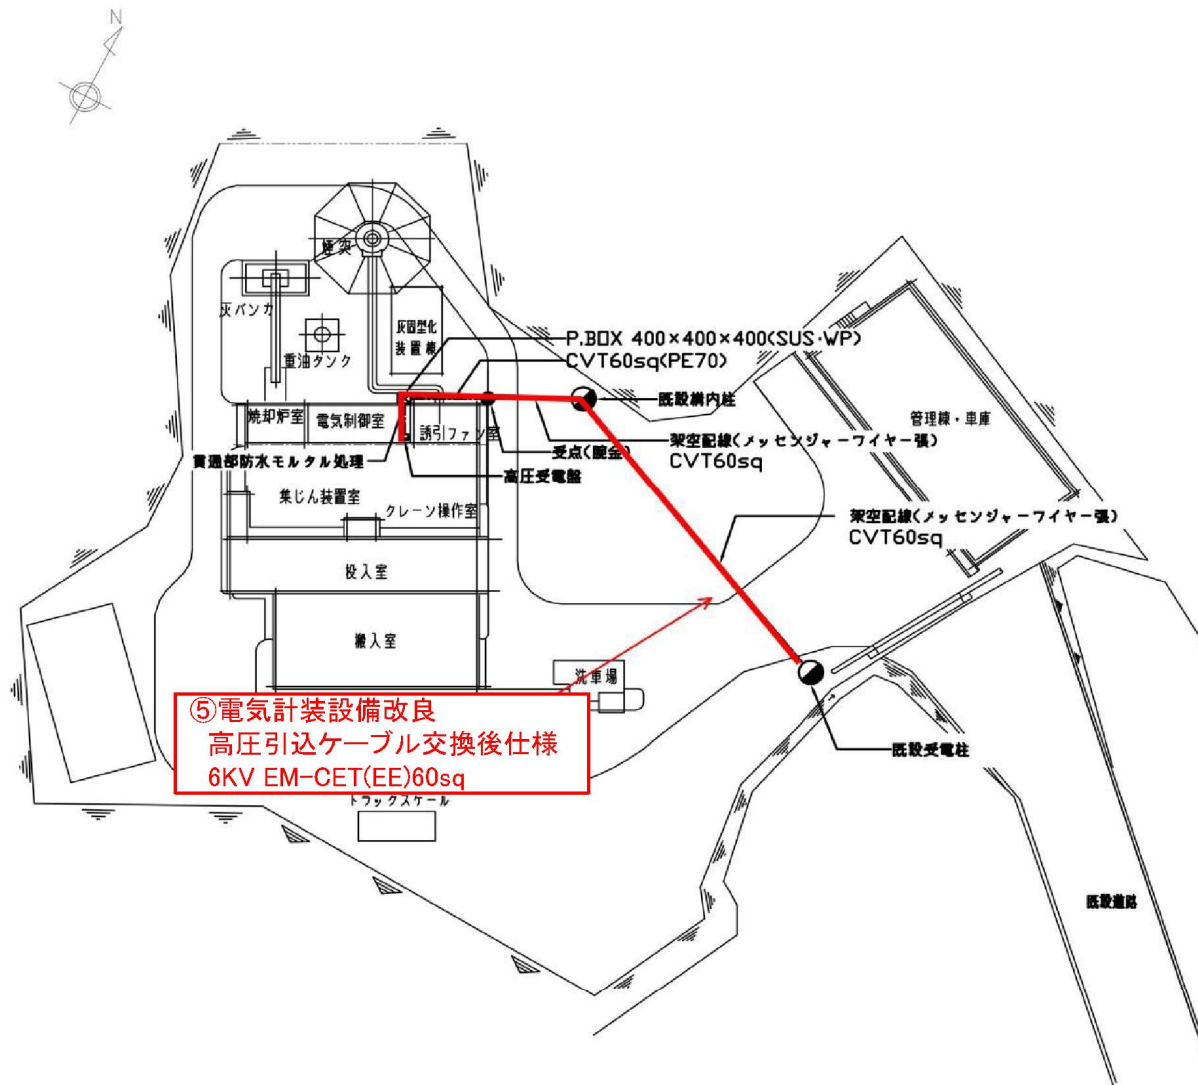 N
煙突
灰バンカ
灰固型化
装置棟
重油タンク
P.BOX 400×400×400(SUS・WP)
CVT60sq(PE70)
既設構内柱
焼却炉室
電気制御室
誘引ファン室
管理棟・車庫
受点(腕金)
架空配線(メッセンジャーワイヤー張)
CVT60sq
貫通部防水モルタル処理
高圧受電盤
集じん装置室
クレーン操作室
架空配線(メッセンジャーワイヤー張)
CVT60sq
投入室
搬入室
洗車場
⑤電気計装設備改良
高圧引込ケーブル交換後仕様
6KV EM-CET(EE)60sq
既設受電柱
トラックスケール
既設道路